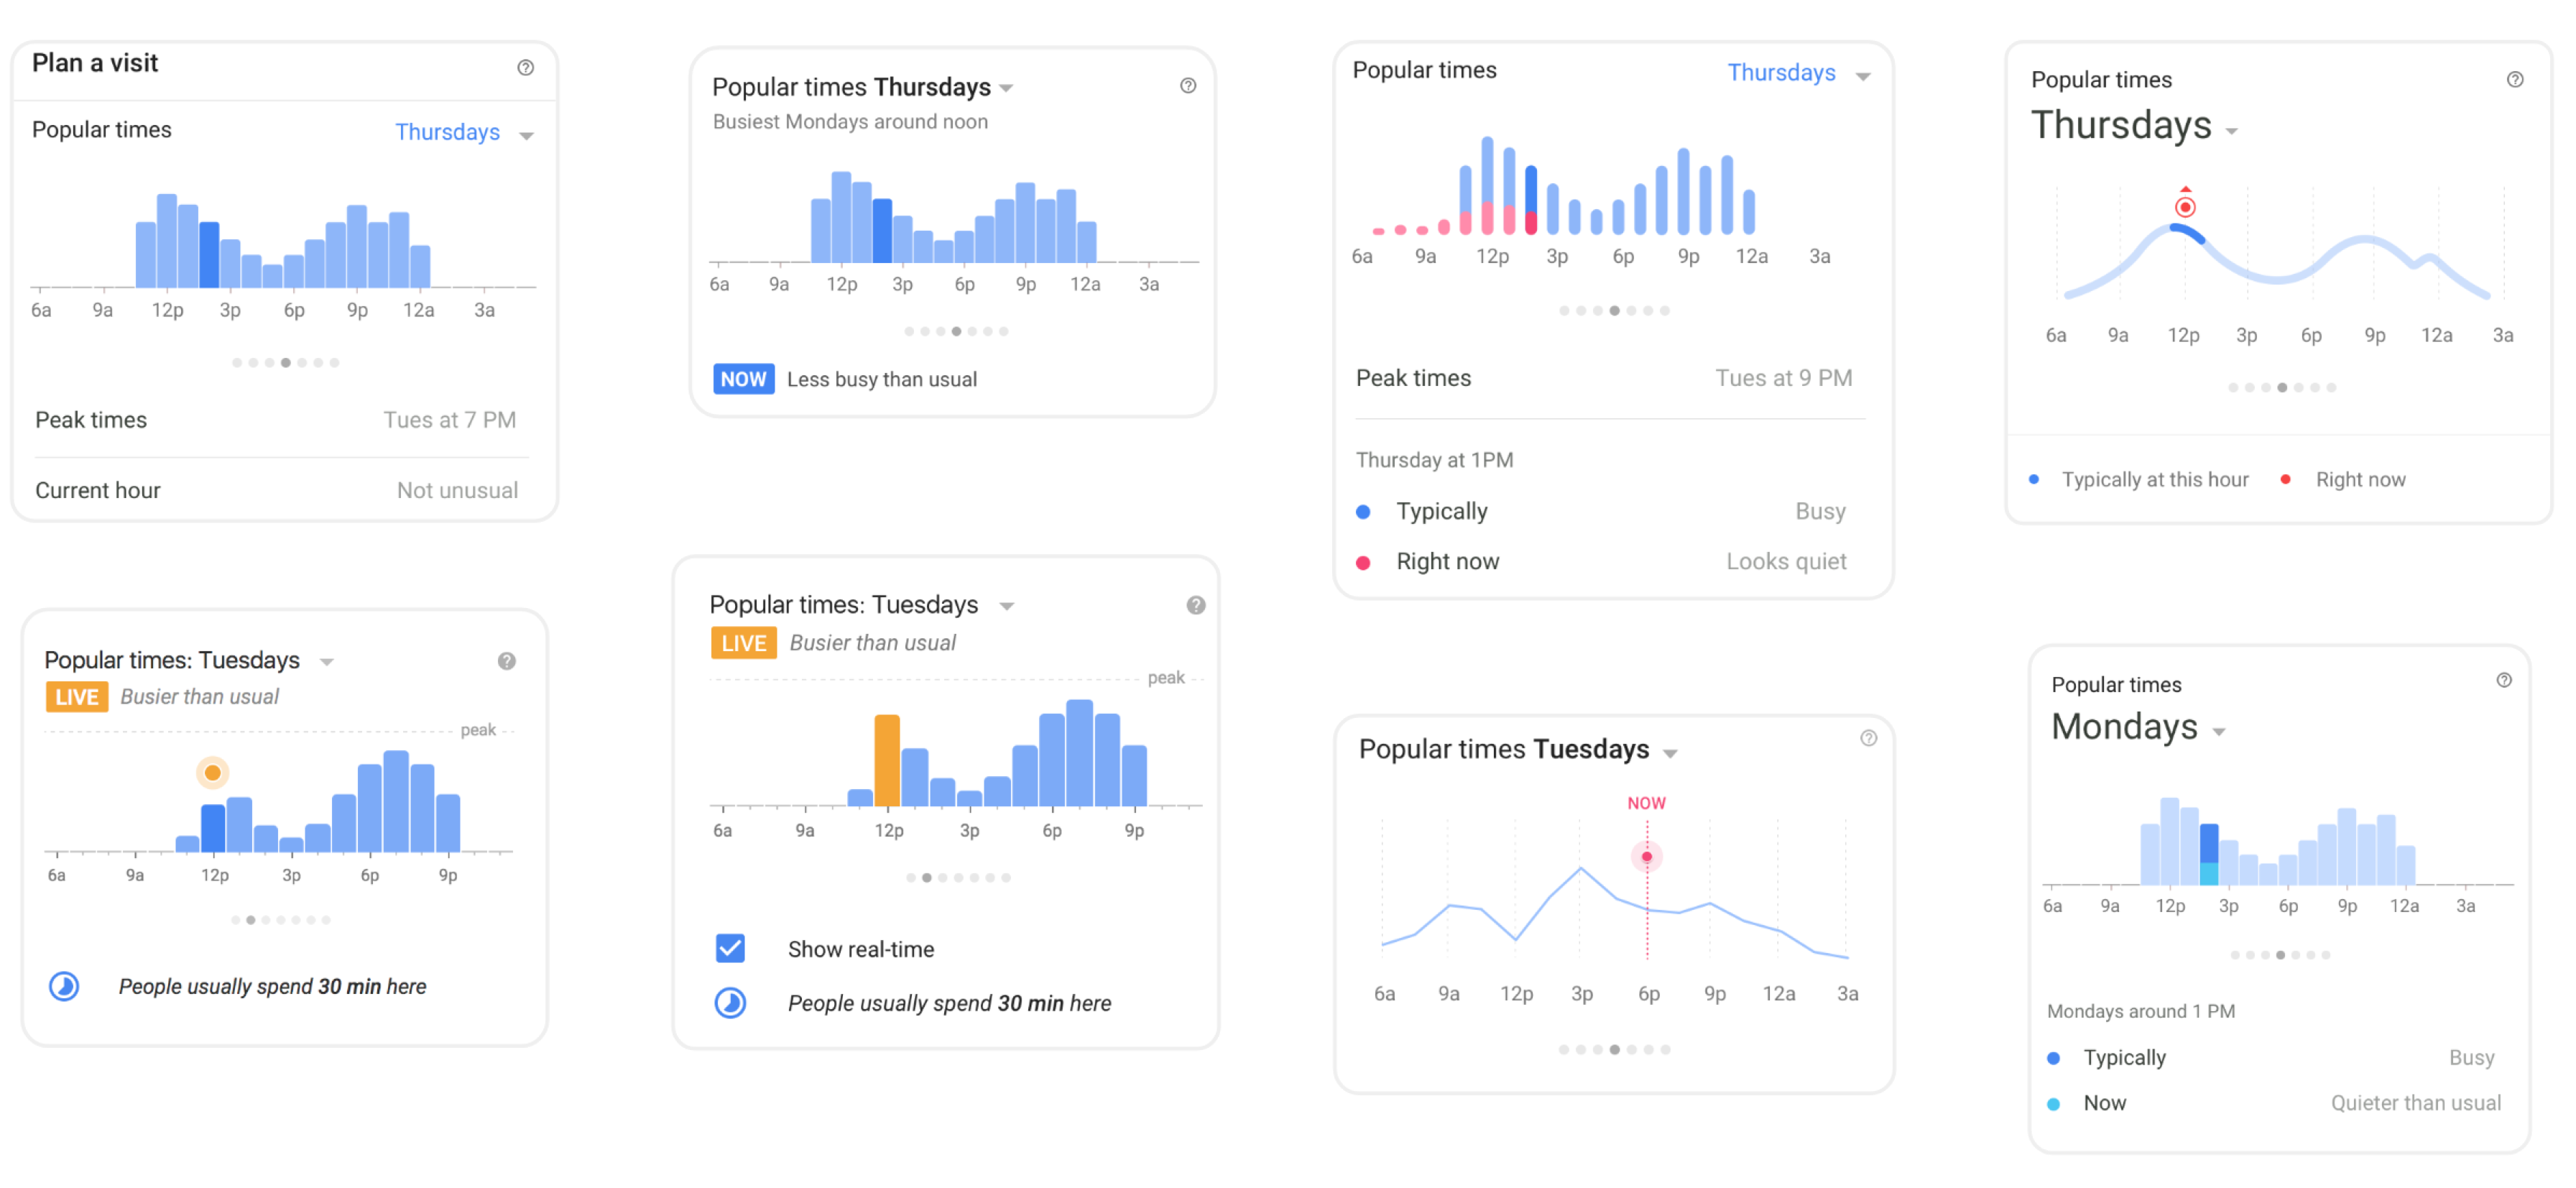 Plan a visit
Popular times Thursdays
6a 9a 12p 3p 6p 9p 12a 3a
Peak times Tues at 7 PM
Current hour Not unusual
Popular times Thursdays
Busiest Mondays around noon
6a 9a 12p 3p 6p 9p 12a 3a
NOW Less busy than usual
Popular times Thursdays
6a 9a 12p 3p 6p 9p 12a 3a
Peak times Tues at 9 PM
Thursday at 1PM
Typically Busy
Right now Looks quiet
Popular times
Thursdays
6a 9a 12p 3p 6p 9p 12a 3a
Typically at this hour Right now
Popular times: Tuesdays
LIVE Busier than usual
peak
6a 9a 12p 3p 6p 9p
People usually spend 30 min here
Popular times: Tuesdays
LIVE Busier than usual
peak
6a 9a 12p 3p 6p 9p
Show real-time
People usually spend 30 min here
Popular times Tuesdays
NOW
6a 9a 12p 3p 6p 9p 12a 3a
Popular times
Mondays
6a 9a 12p 3p 6p 9p 12a 3a
Mondays around 1 PM
Typically Busy
Now Quieter than usual